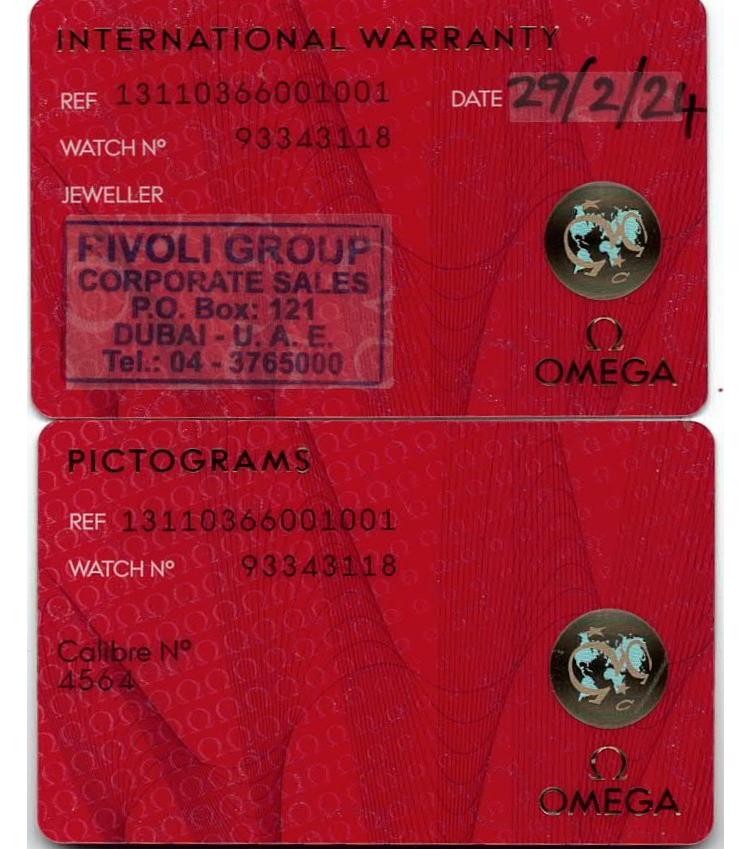 INTERNATIONAL WARRANTY
REF 13110366001001 DATE 29/2/24
WATCH Nº 93343118
JEWELLER
RIVOLI GROUP
CORPORATE SALES
P.O. Box: 121
DUBAI - U. A. E.
Tel.: 04 - 3765000
Ω
OMEGA
PICTOGRAMS
REF 13110366001001
WATCH Nº 93343118
Calibre Nº
4564
Ω
OMEGA